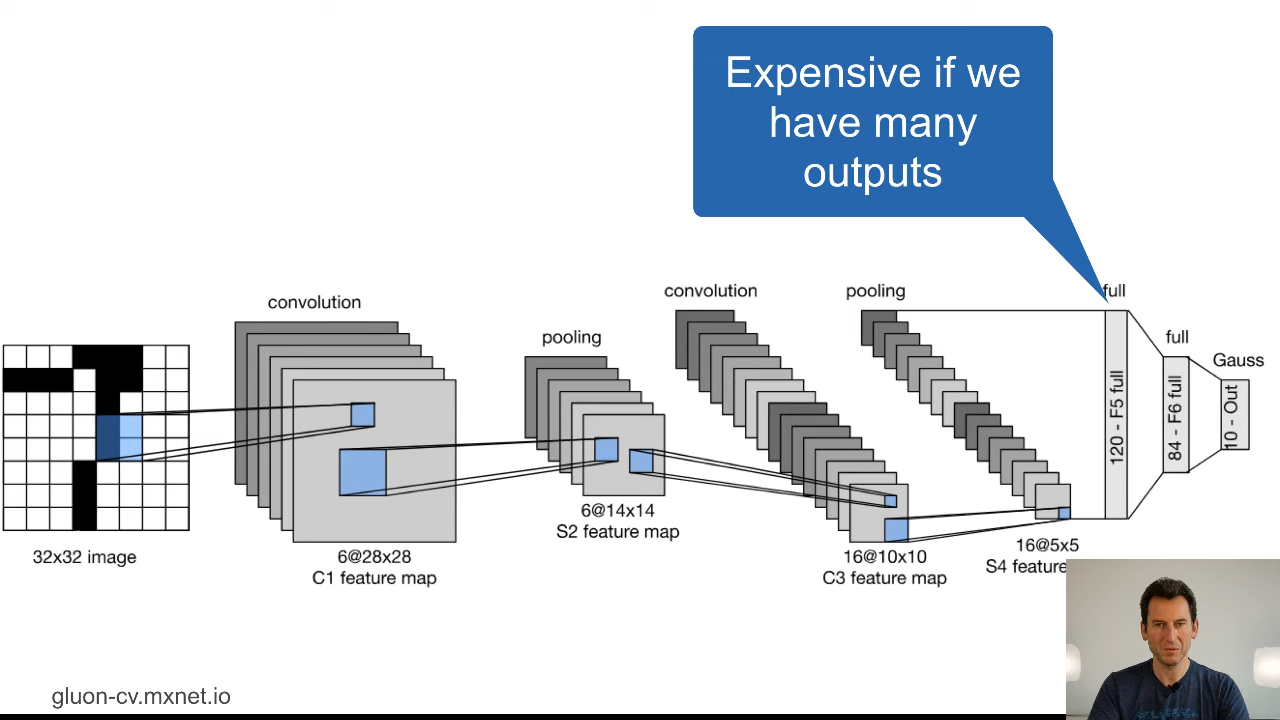 Expensive if we
have many
outputs
convolution
pooling
convolution
pooling
full
full
Gauss
120 - F5 full
84 - F6 full
10 - Out
32x32 image
6@28x28
C1 feature map
6@14x14
S2 feature map
16@10x10
C3 feature map
16@5x5
S4 feature
gluon-cv.mxnet.io